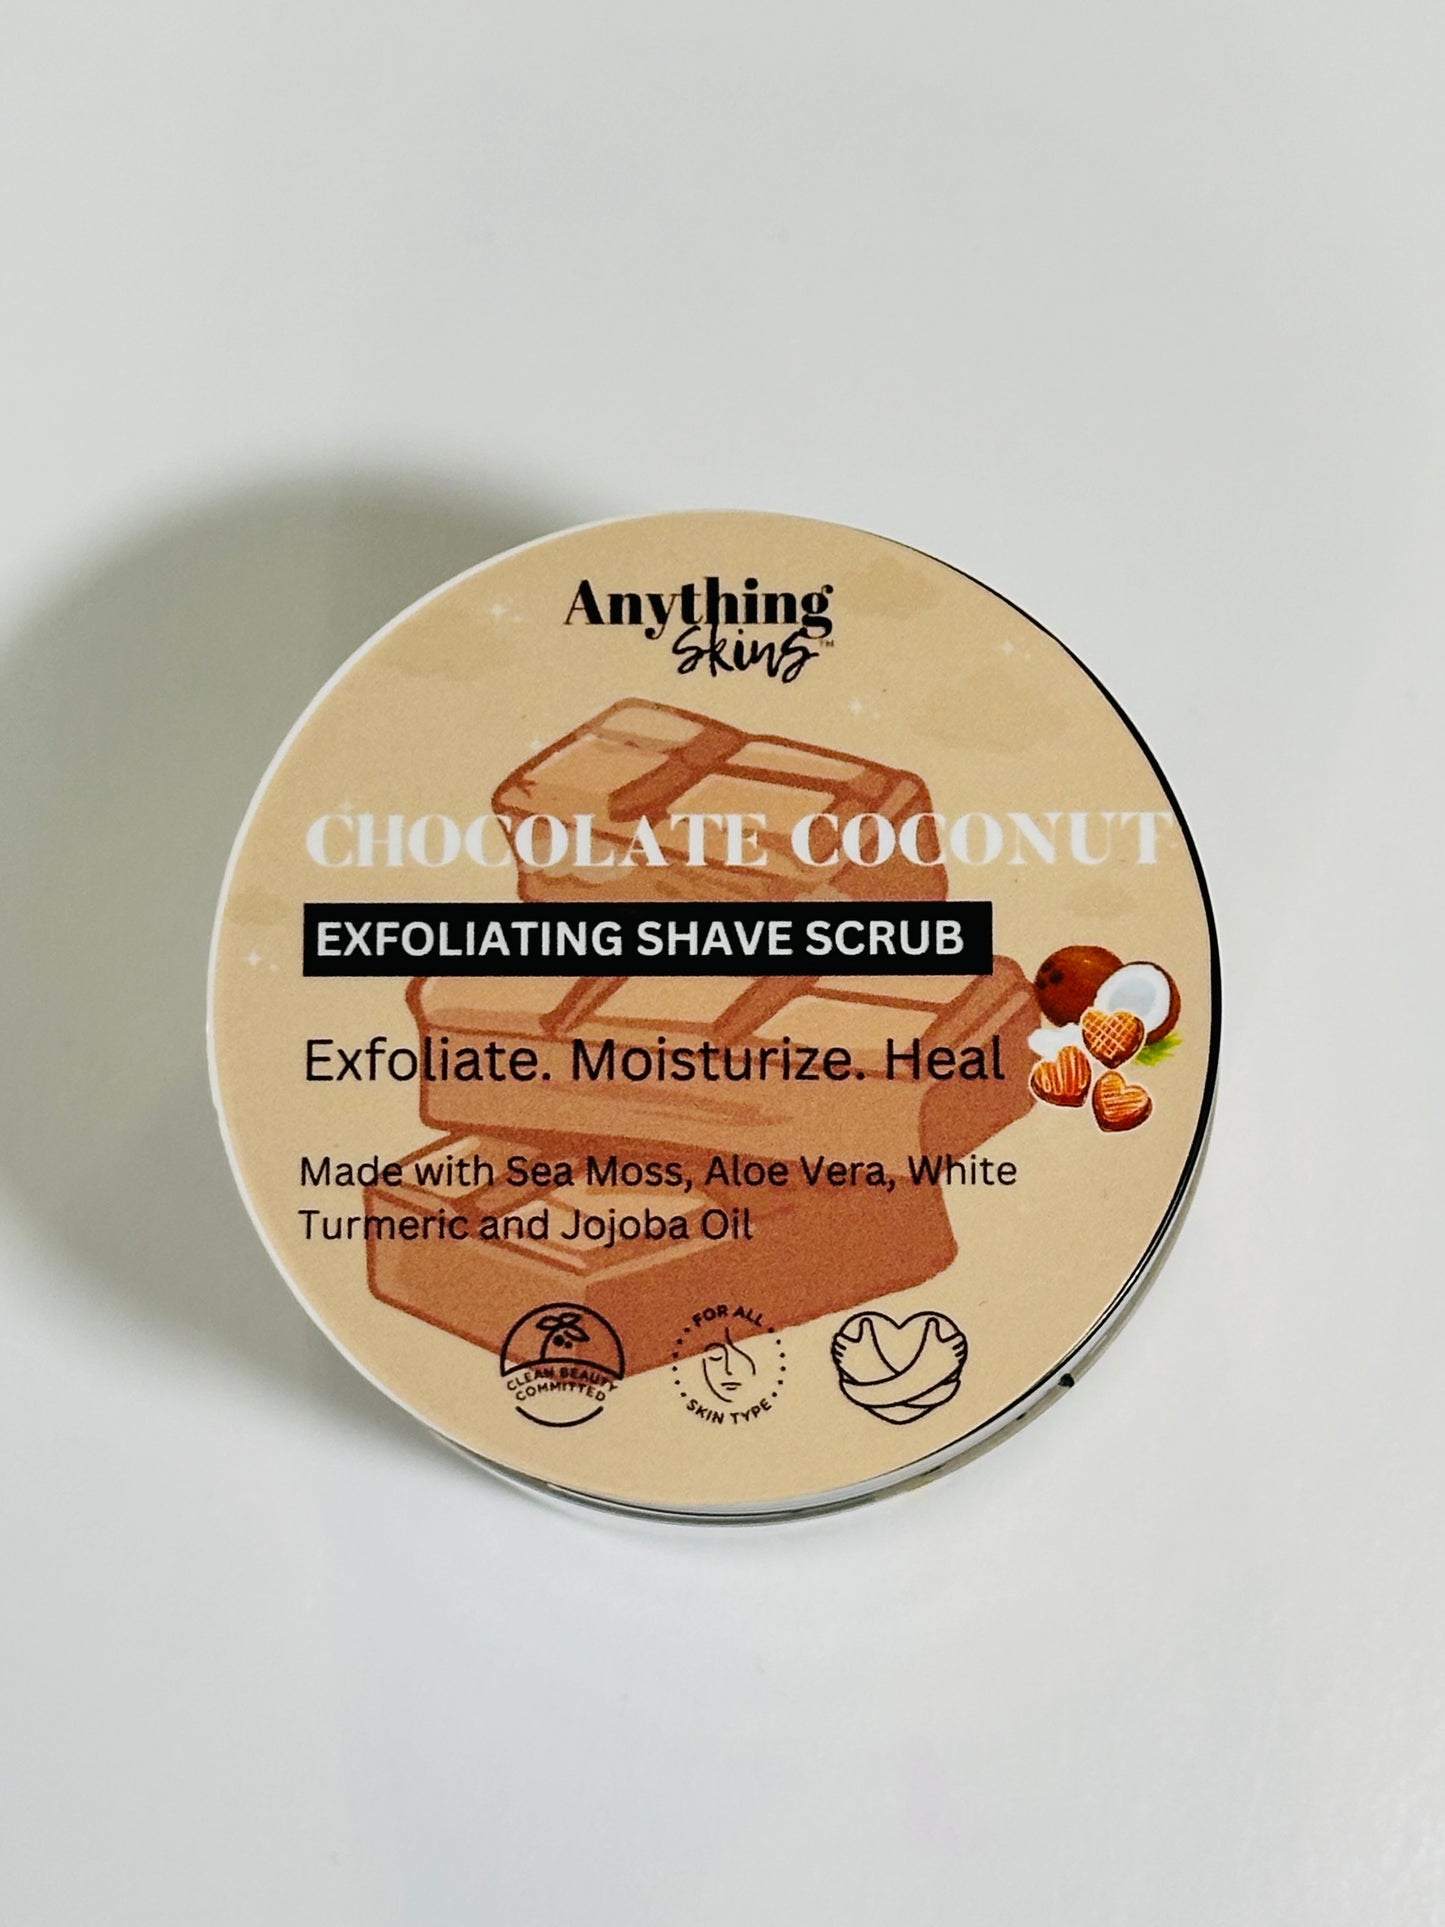 Anything
Skins™
CHOCOLATE COCONUT
EXFOLIATING SHAVE SCRUB
Exfoliate. Moisturize. Heal
Made with Sea Moss, Aloe Vera, White
Turmeric and Jojoba Oil
CLEAN BEAUTY
COMMITTED
FOR ALL
SKIN TYPE